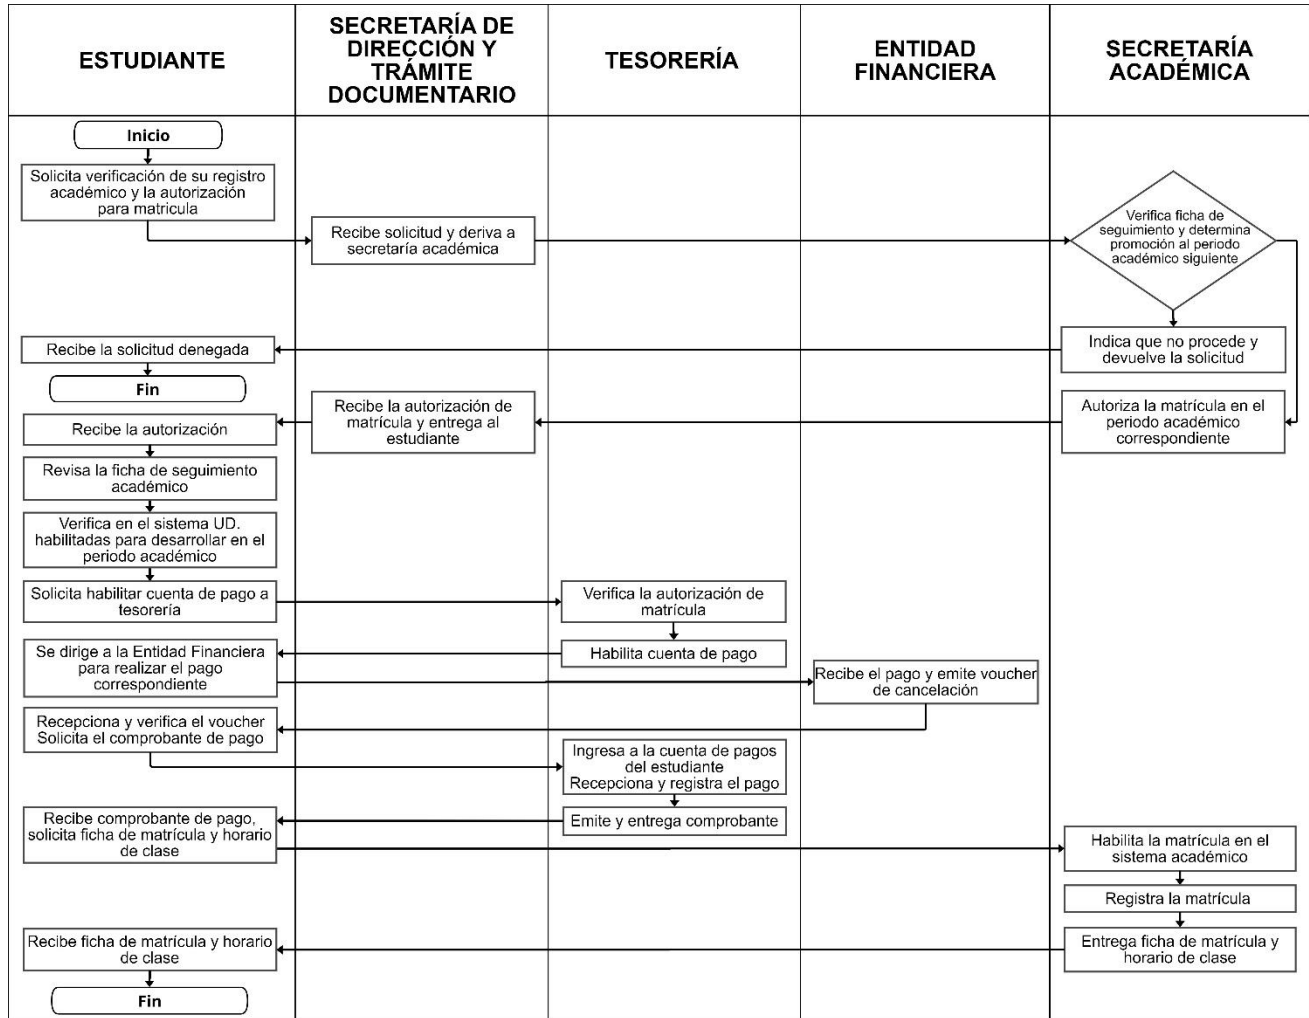 ESTUDIANTE
SECRETARÍA DE
DIRECCIÓN Y
TRÁMITE
DOCUMENTARIO
TESORERÍA
ENTIDAD
FINANCIERA
SECRETARÍA
ACADÉMICA
Inicio
Solicita verificación de su registro
académico y la autorización
para matricula
Recibe solicitud y deriva a
secretaría académica
Verifica ficha de
seguimiento y determina
promoción al periodo
académico siguiente
Recibe la solicitud denegada
Indica que no procede y
devuelve la solicitud
Fin
Recibe la autorización
Recibe la autorización de
matrícula y entrega al
estudiante
Autoriza la matrícula en el
periodo académico
correspondiente
Revisa la ficha de seguimiento
académico
Verifica en el sistema UD.
habilitadas para desarrollar en el
periodo académico
Solicita habilitar cuenta de pago a
tesorería
Verifica la autorización de
matrícula
Se dirige a la Entidad Financiera
para realizar el pago
correspondiente
Habilita cuenta de pago
Recibe el pago y emite voucher
de cancelación
Recepciona y verifica el voucher
Solicita el comprobante de pago
Ingresa a la cuenta de pagos
del estudiante
Recepciona y registra el pago
Recibe comprobante de pago,
solicita ficha de matrícula y horario
de clase
Emite y entrega comprobante
Habilita la matrícula en el
sistema académico
Registra la matrícula
Recibe ficha de matrícula y horario
de clase
Entrega ficha de matrícula y
horario de clase
Fin